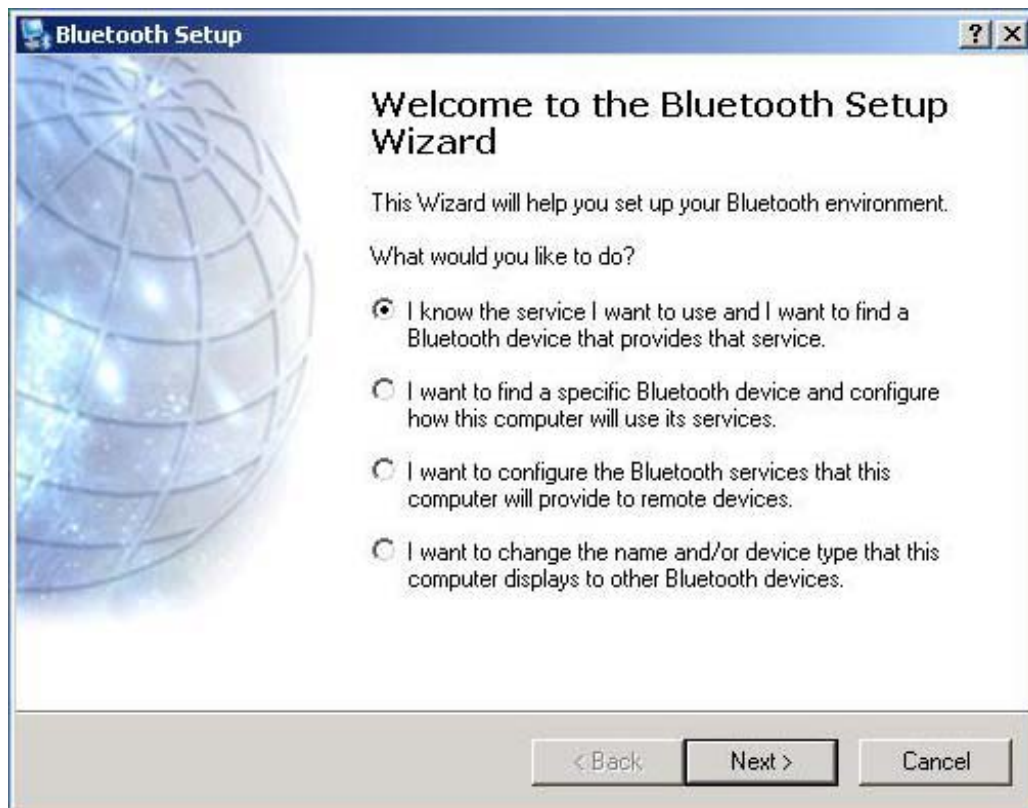 Bluetooth Setup
Welcome to the Bluetooth Setup
Wizard
This Wizard will help you set up your Bluetooth environment.
What would you like to do?
I know the service I want to use and I want to find a
Bluetooth device that provides that service.
I want to find a specific Bluetooth device and configure
how this computer will use its services.
I want to configure the Bluetooth services that this
computer will provide to remote devices.
I want to change the name and/or device type that this
computer displays to other Bluetooth devices.
< Back Next > Cancel